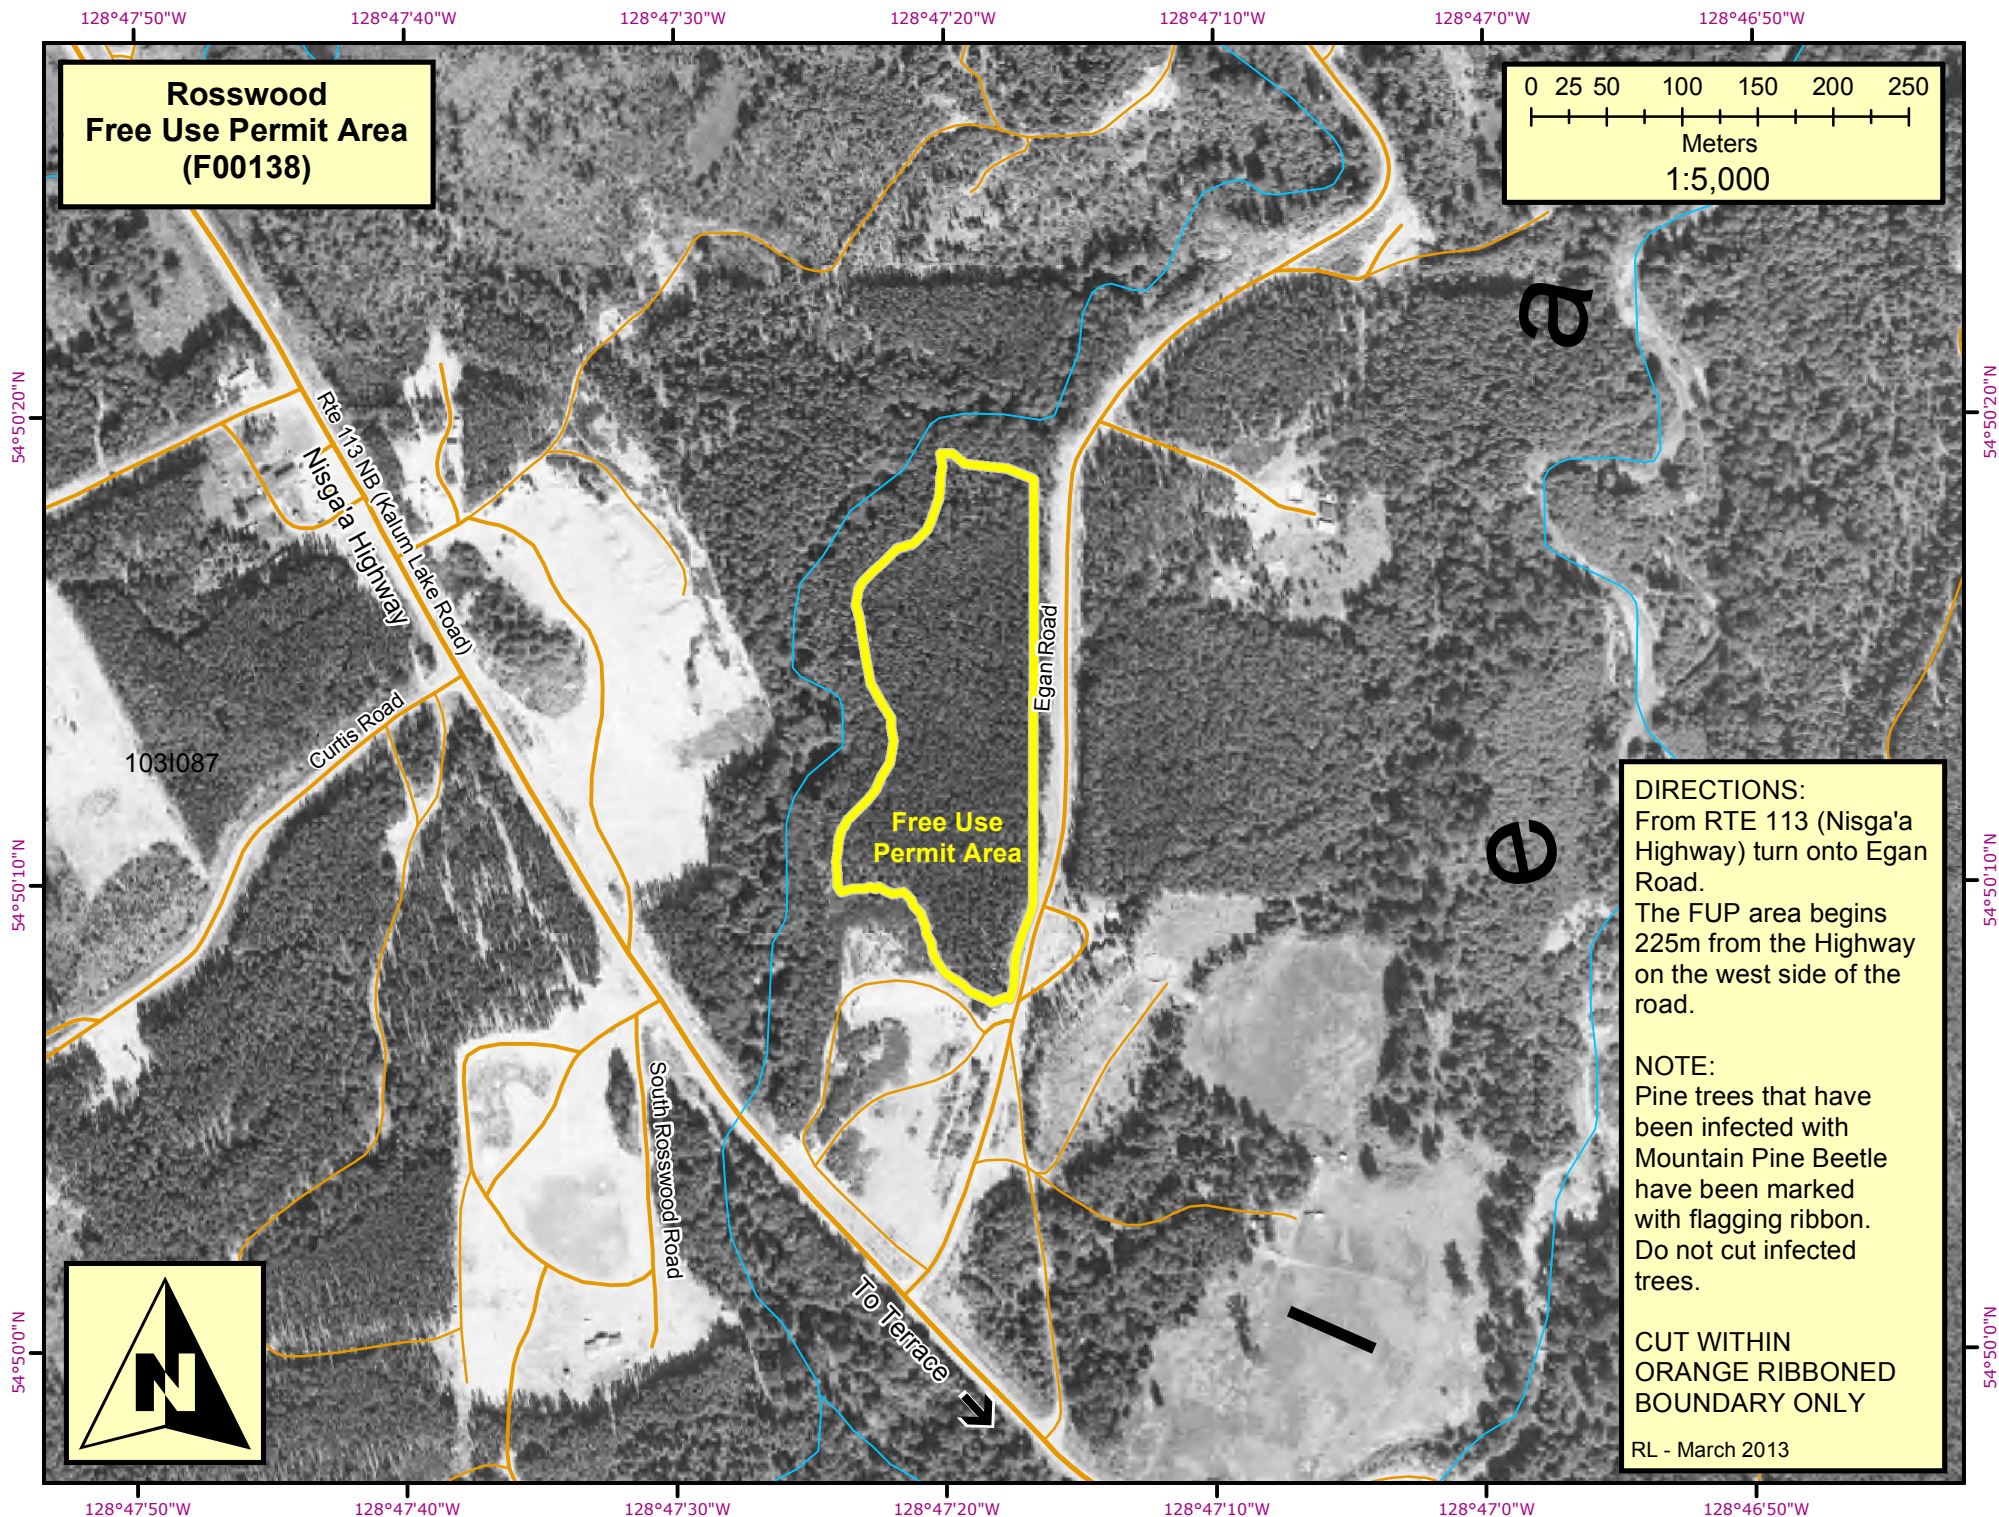 128°47'50"W
128°47'40"W
128°47'30"W
128°47'20"W
128°47'10"W
128°47'0"W
128°46'50"W
Rosswood
Free Use Permit Area
(F00138)
0 25 50 100 150 200 250
Meters
1:5,000
a
54°50'20"N
54°50'20"N
Rte 113 NB (Kalum Lake Road)
Nisga'a Highway
Egan Road
Curtis Road
103I087
Free Use
Permit Area
e
54°50'10"N
54°50'10"N
South Rosswood Road
To Terrace
l
54°50'0"N
54°50'0"N
N
DIRECTIONS:
From RTE 113 (Nisga'a
Highway) turn onto Egan
Road.
The FUP area begins
225m from the Highway
on the west side of the
road.
NOTE:
Pine trees that have
been infected with
Mountain Pine Beetle
have been marked
with flagging ribbon.
Do not cut infected
trees.
CUT WITHIN
ORANGE RIBBONED
BOUNDARY ONLY
RL - March 2013
128°47'50"W
128°47'40"W
128°47'30"W
128°47'20"W
128°47'10"W
128°47'0"W
128°46'50"W